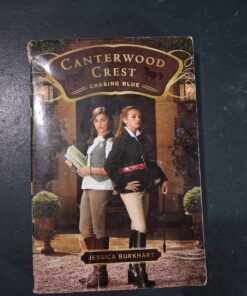 CANTERWOOD
CREST
CHASING BLUE
JESSICA BURKHART